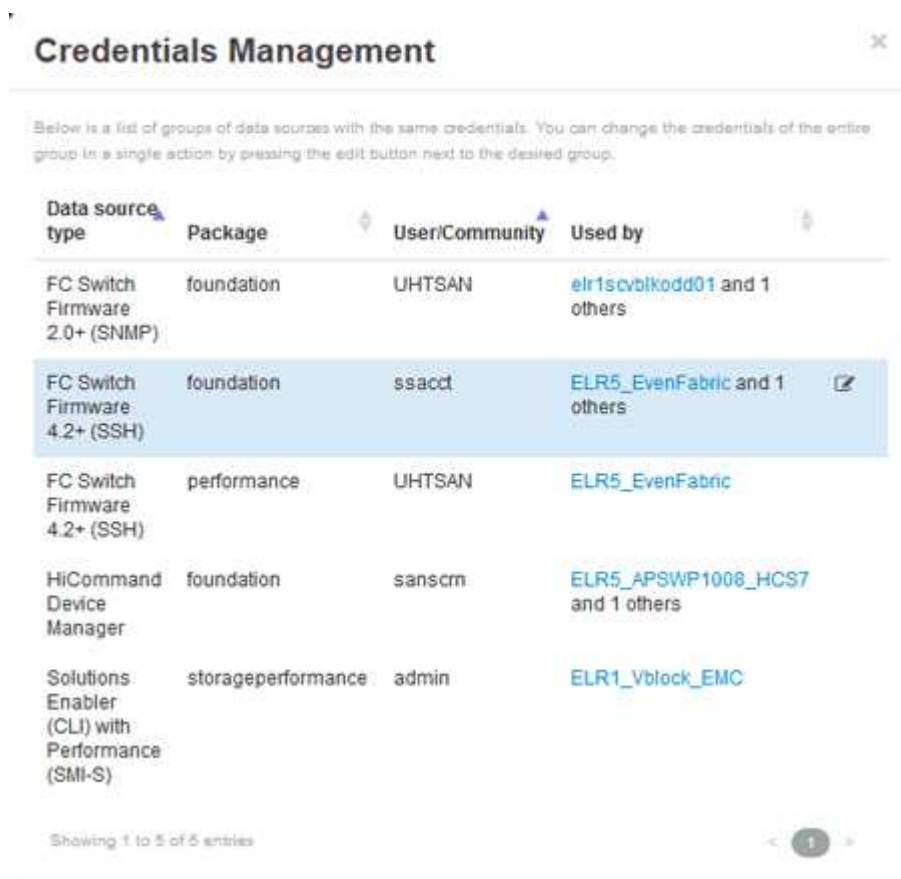 Credentials Management
Below is a list of groups of data sources with the same credentials. You can change the credentials of the entire
group in a single action by pressing the edit button next to the desired group.
Data source type Package User/Community Used by
FC Switch Firmware 2.0+ (SNMP) foundation UHTSAN elr1scvblkodd01 and 1 others
FC Switch Firmware 4.2+ (SSH) foundation ssacct ELR5_EvenFabric and 1 others
FC Switch Firmware 4.2+ (SSH) performance UHTSAN ELR5_EvenFabric
HiCommand Device Manager foundation sanscrn ELR5_APSWP1008_HCS7 and 1 others
Solutions Enabler (CLI) with Performance (SMI-S) storageperformance admin ELR1_Vblock_EMC
Showing 1 to 5 of 5 entries < 1 >